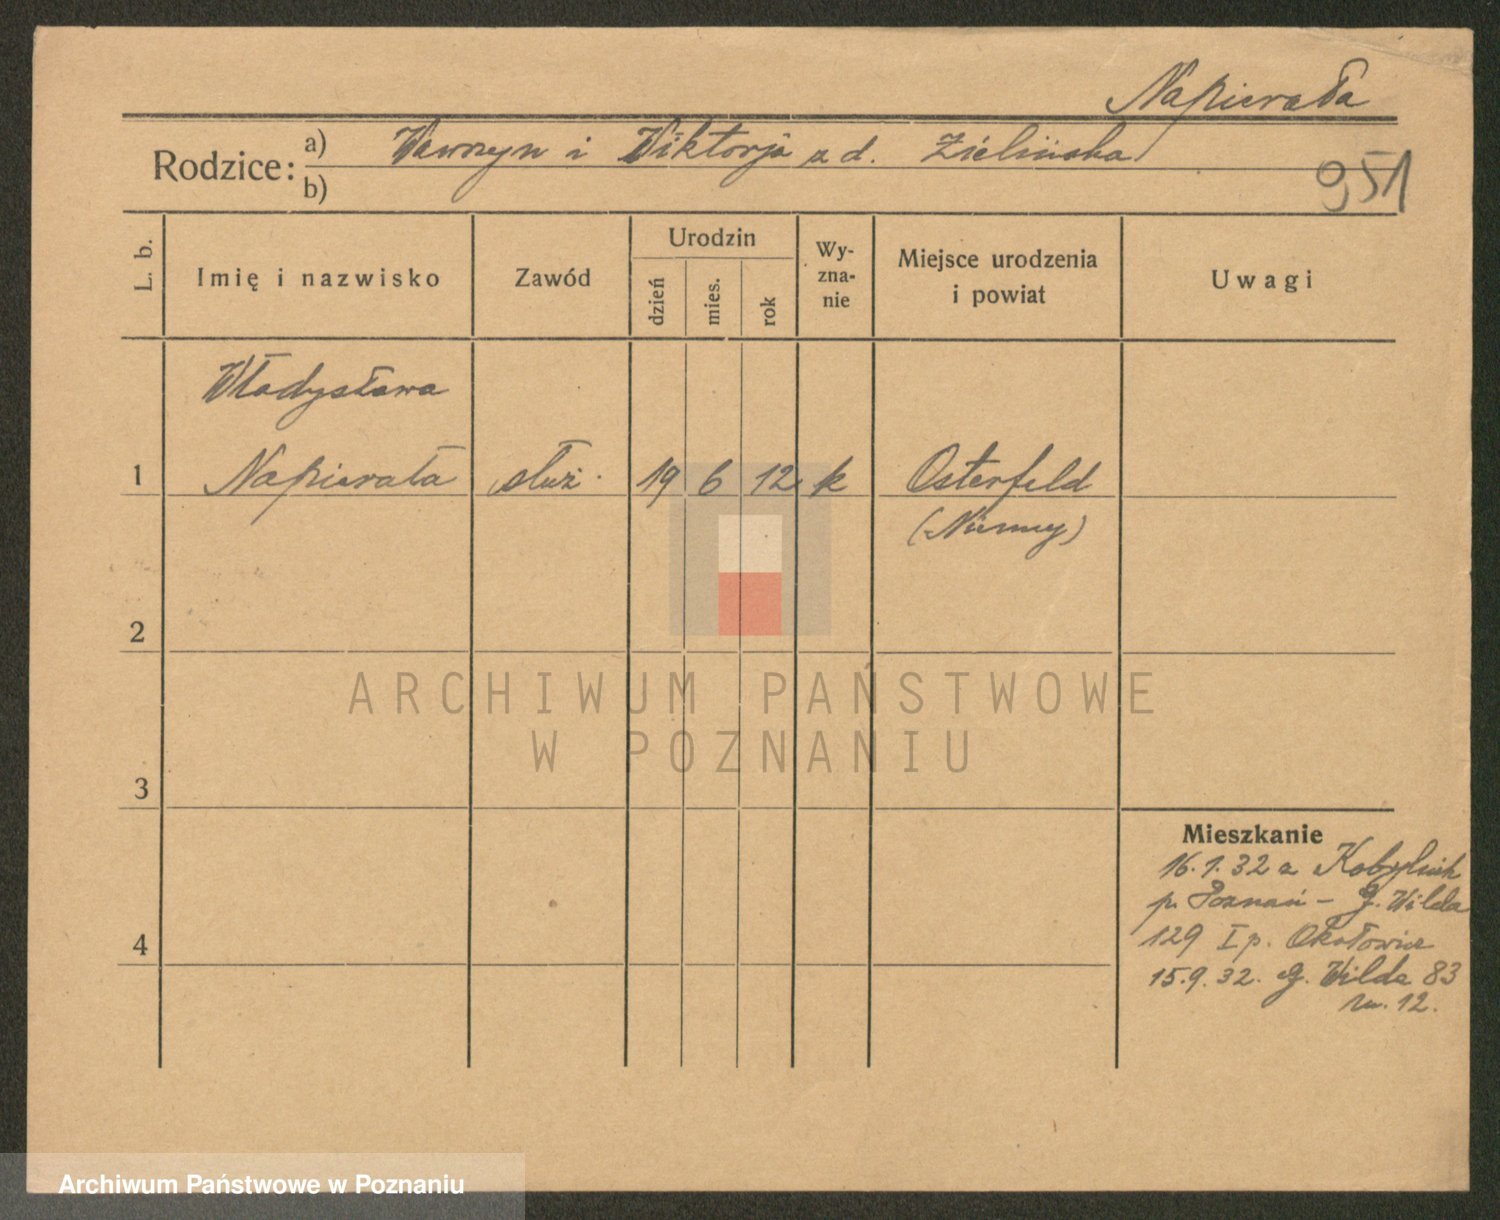 Napierała
Rodzice: a) Wawrzyn i Wiktorja z d. Zielińska
b)
951
L. b.
Imię i nazwisko
Zawód
Urodzin
dzień
mies.
rok
Wy-
zna-
nie
Miejsce urodzenia
i powiat
Uwagi
Władysława
1 Napierała służ. 19 6 12 k Osterfeld
(Niemcy)
2
3
4
Mieszkanie
16.1.32 z Kobylnik
p. Poznań – G. Wilda
129 I p. Okołowicz
15.9.32. G. Wilda 83
m. 12.
ARCHIWUM PAŃSTWOWE
W POZNANIU
Archiwum Państwowe w Poznaniu